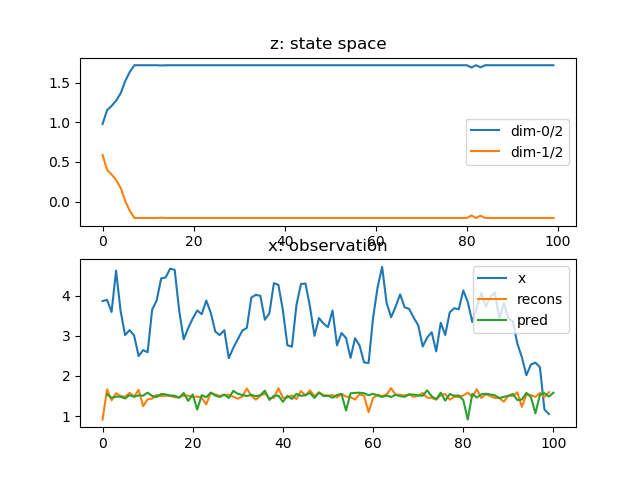 z: state space
1.5
1.0
0.5
0.0
dim-0/2
dim-1/2
0 20 40 60 80 100
x: observation
4
3
2
1
x
recons
pred
0 20 40 60 80 100